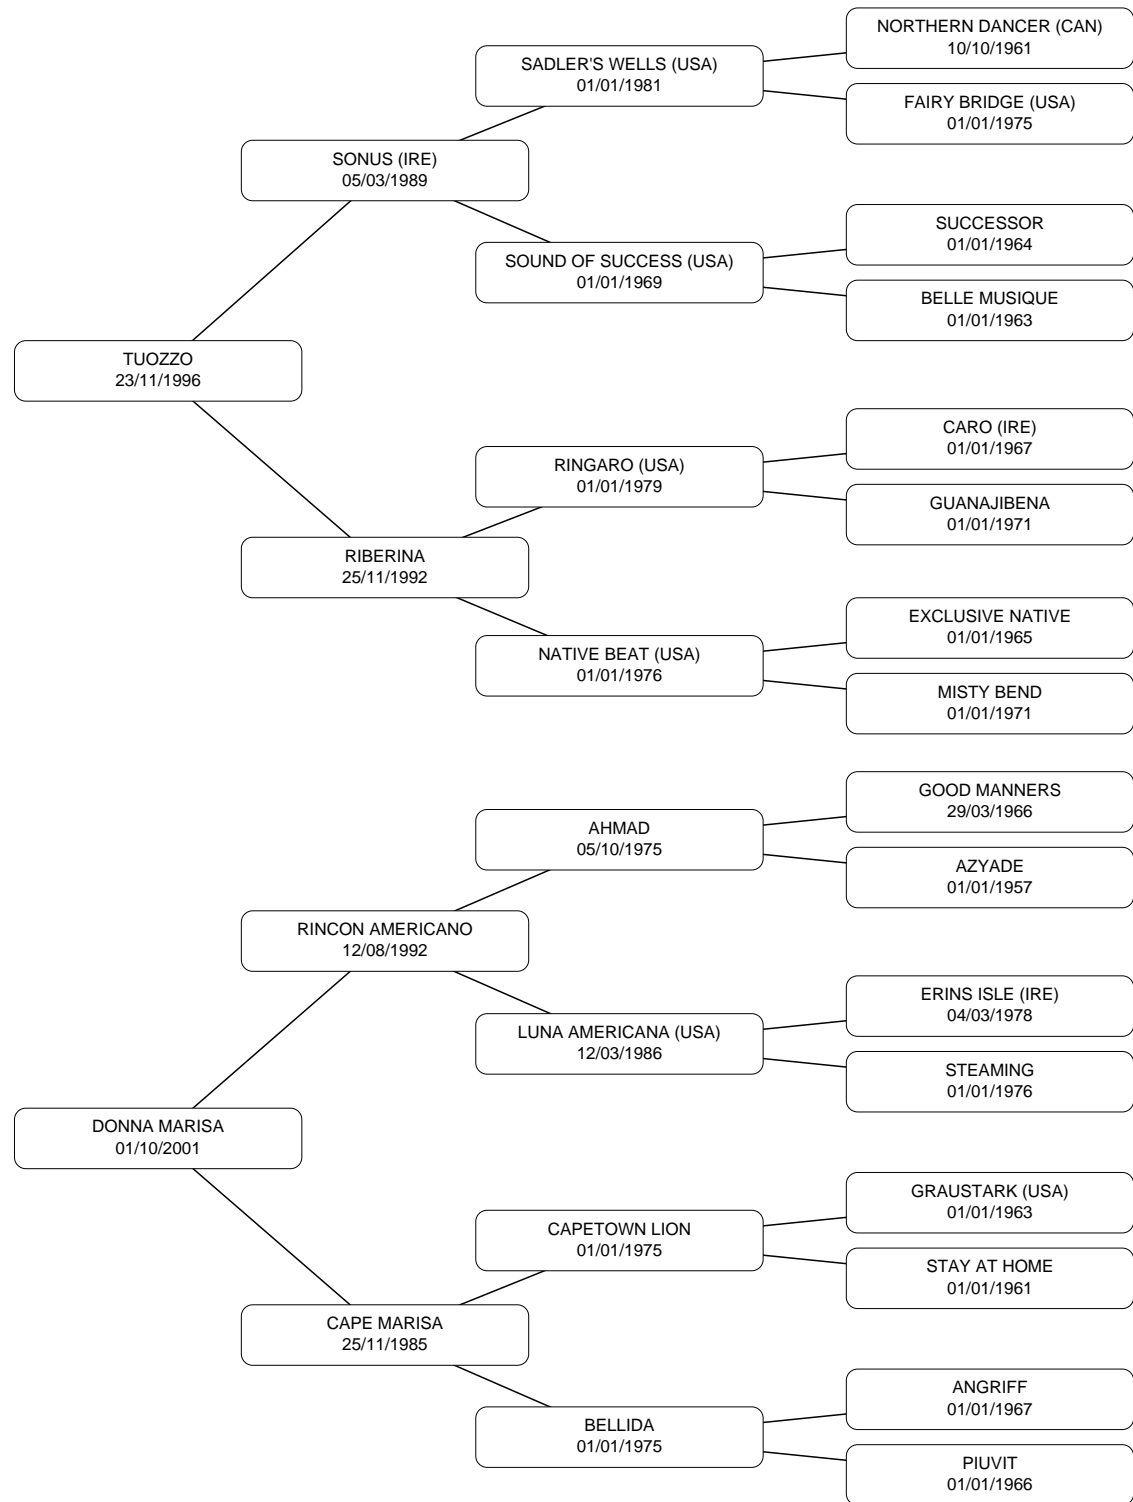 NORTHERN DANCER (CAN)
10/10/1961
SADLER'S WELLS (USA)
01/01/1981
FAIRY BRIDGE (USA)
01/01/1975
SONUS (IRE)
05/03/1989
SUCCESSOR
01/01/1964
SOUND OF SUCCESS (USA)
01/01/1969
BELLE MUSIQUE
01/01/1963
TUOZZO
23/11/1996
CARO (IRE)
01/01/1967
RINGARO (USA)
01/01/1979
GUANAJIBENA
01/01/1971
RIBERINA
25/11/1992
EXCLUSIVE NATIVE
01/01/1965
NATIVE BEAT (USA)
01/01/1976
MISTY BEND
01/01/1971
GOOD MANNERS
29/03/1966
AHMAD
05/10/1975
AZYADE
01/01/1957
RINCON AMERICANO
12/08/1992
ERINS ISLE (IRE)
04/03/1978
LUNA AMERICANA (USA)
12/03/1986
STEAMING
01/01/1976
DONNA MARISA
01/10/2001
GRAUSTARK (USA)
01/01/1963
CAPETOWN LION
01/01/1975
STAY AT HOME
01/01/1961
CAPE MARISA
25/11/1985
ANGRIFF
01/01/1967
BELLIDA
01/01/1975
PIUVIT
01/01/1966